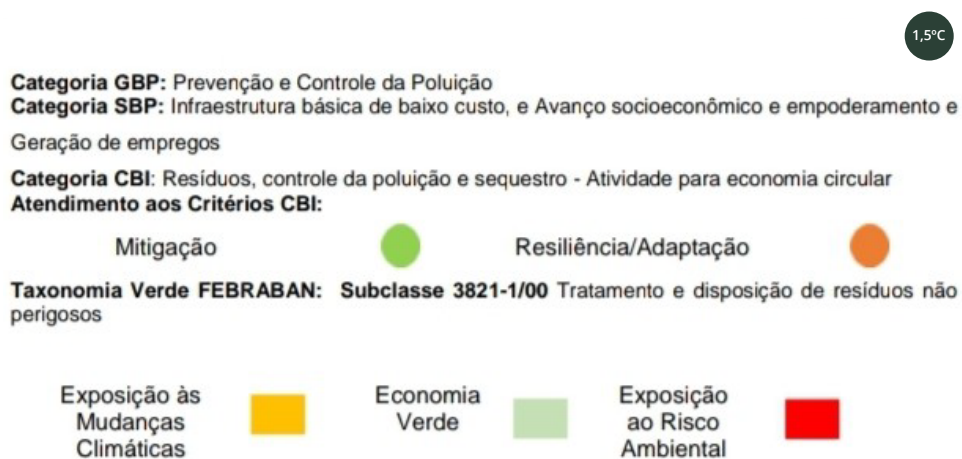 1,5ºC
Categoria GBP: Prevenção e Controle da Poluição
Categoria SBP: Infraestrutura básica de baixo custo, e Avanço socioeconômico e empoderamento e
Geração de empregos
Categoria CBI: Resíduos, controle da poluição e sequestro - Atividade para economia circular
Atendimento aos Critérios CBI:
Mitigação Resiliência/Adaptação
Taxonomia Verde FEBRABAN: Subclasse 3821-1/00 Tratamento e disposição de resíduos não
perigosos
Exposição às
Mudanças
Climáticas
Economia
Verde
Exposição
ao Risco
Ambiental